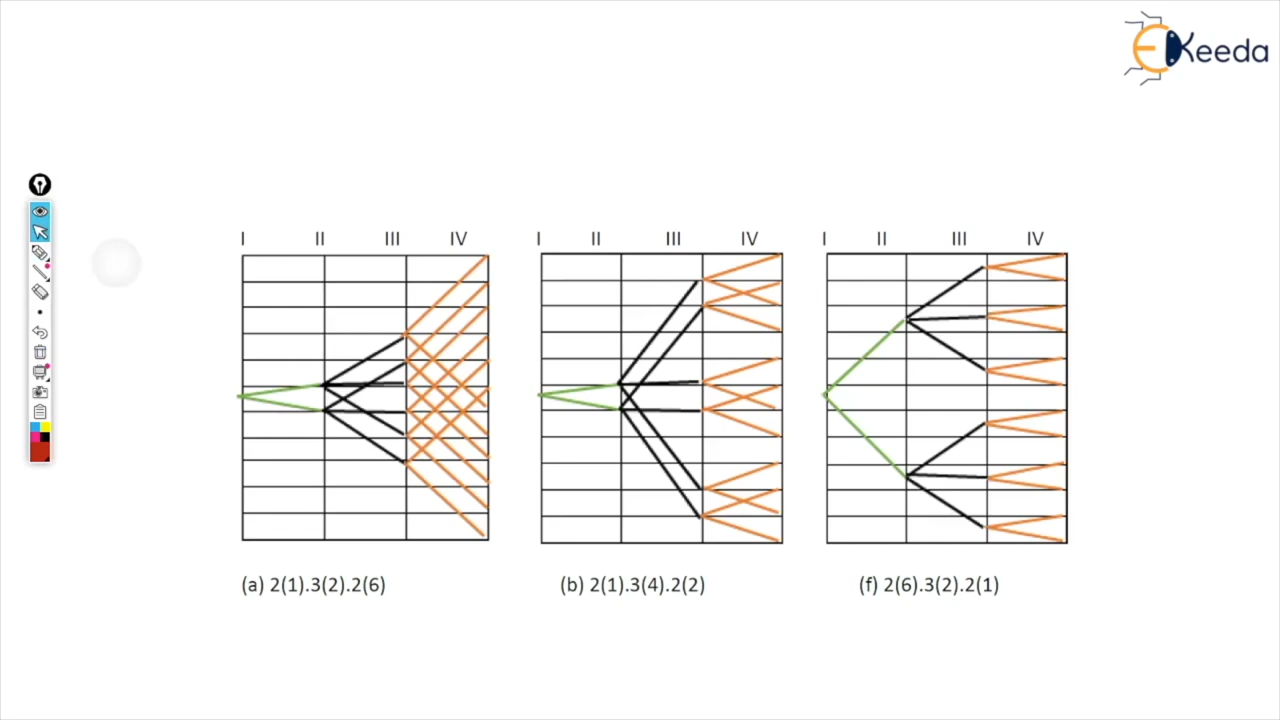 Keeda
I II III IV
I II III IV
I II III IV
(a) 2(1).3(2).2(6)
(b) 2(1).3(4).2(2)
(f) 2(6).3(2).2(1)